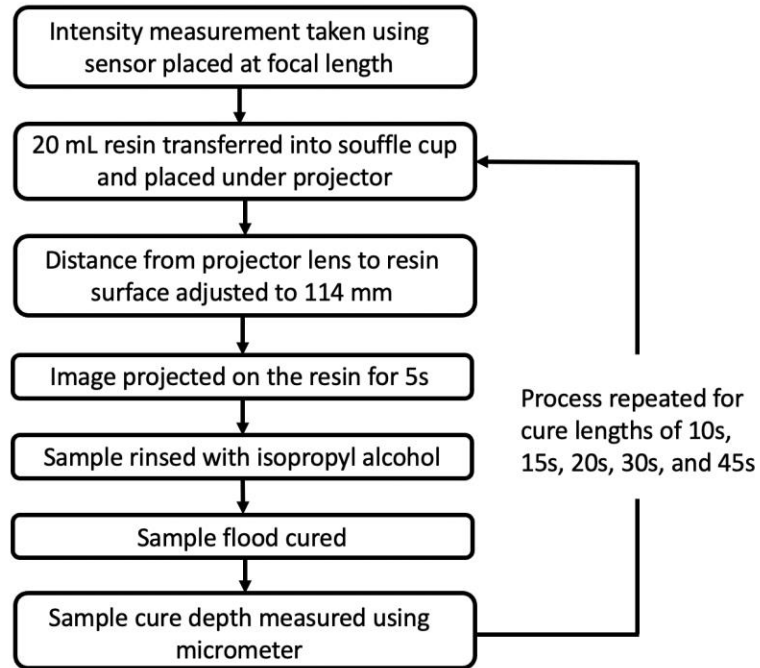 Intensity measurement taken using
sensor placed at focal length
20 mL resin transferred into souffle cup
and placed under projector
Distance from projector lens to resin
surface adjusted to 114 mm
Image projected on the resin for 5s
Sample rinsed with isopropyl alcohol
Sample flood cured
Sample cure depth measured using
micrometer
Process repeated for
cure lengths of 10s,
15s, 20s, 30s, and 45s